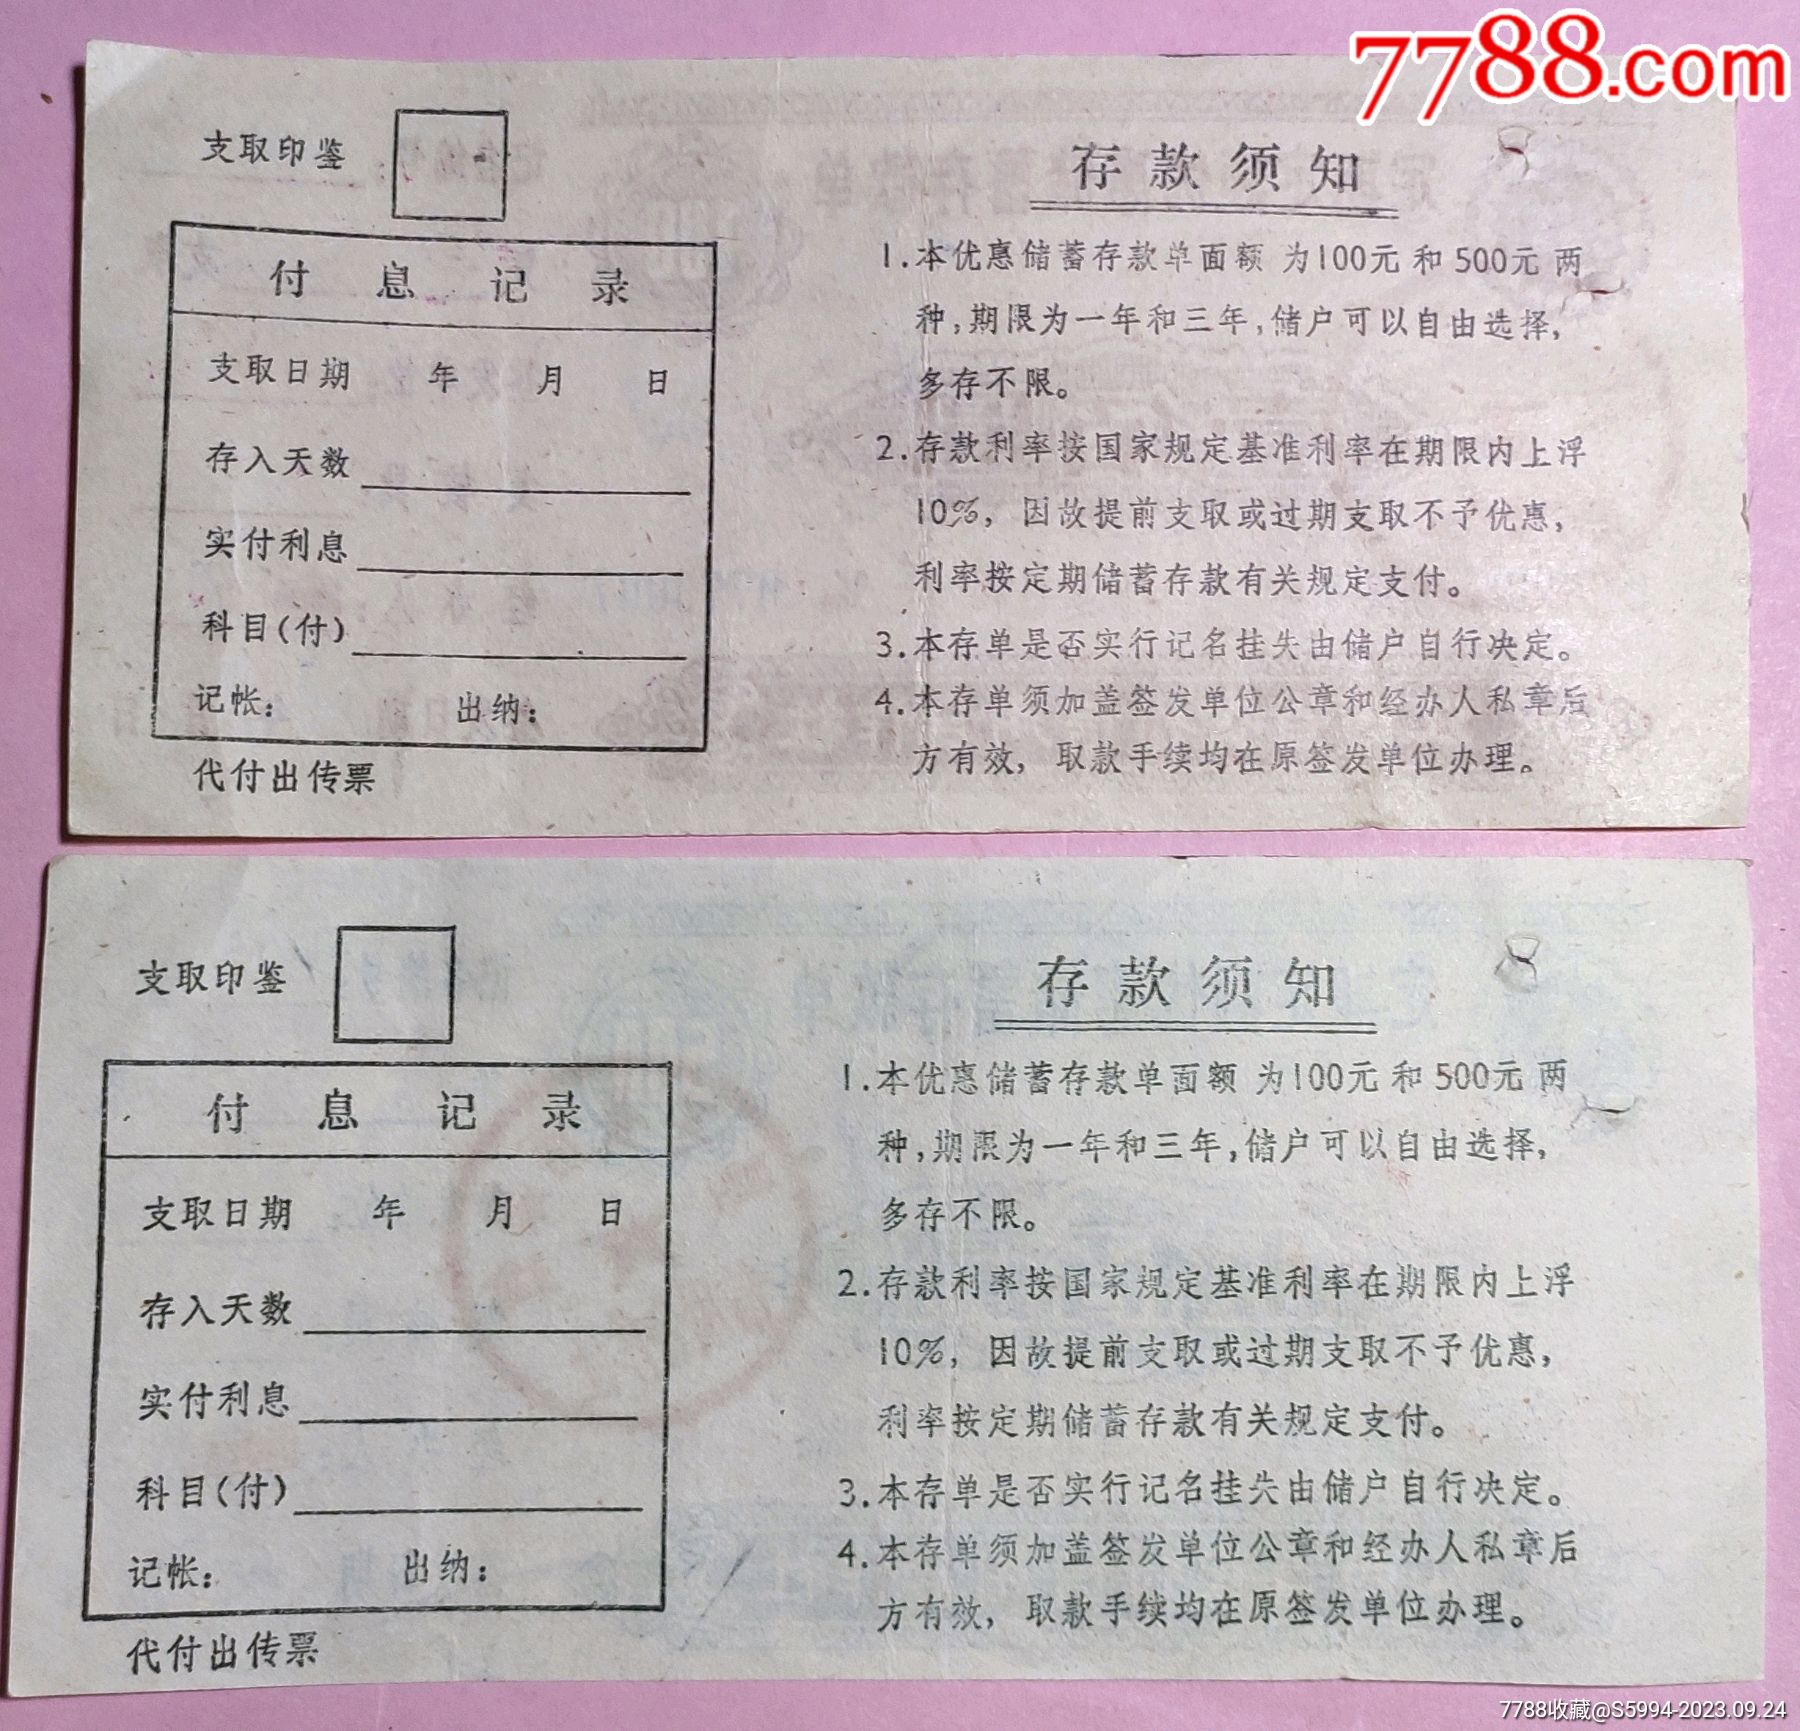 7788.com
支取印鉴
付息记录
支取日期 年 月 日
存入天数
实付利息
科目(付)
记帐: 出纳:
代付出传票
存款须知
1.本优惠储蓄存款单面额为100元和500元两
种,期限为一年和三年,储户可以自由选择,
多存不限。
2.存款利率按国家规定基准利率在期限内上浮
10%,因故提前支取或过期支取不予优惠,
利率按定期储蓄存款有关规定支付。
3.本存单是否实行记名挂失由储户自行决定。
4.本存单须加盖签发单位公章和经办人私章后
方有效,取款手续均在原签发单位办理。
支取印鉴
付息记录
支取日期 年 月 日
存入天数
实付利息
科目(付)
记帐: 出纳:
代付出传票
存款须知
1.本优惠储蓄存款单面额为100元和500元两
种,期限为一年和三年,储户可以自由选择,
多存不限。
2.存款利率按国家规定基准利率在期限内上浮
10%,因故提前支取或过期支取不予优惠,
利率按定期储蓄存款有关规定支付。
3.本存单是否实行记名挂失由储户自行决定。
4.本存单须加盖签发单位公章和经办人私章后
方有效,取款手续均在原签发单位办理。
7788收藏@S5994-2023.09.24